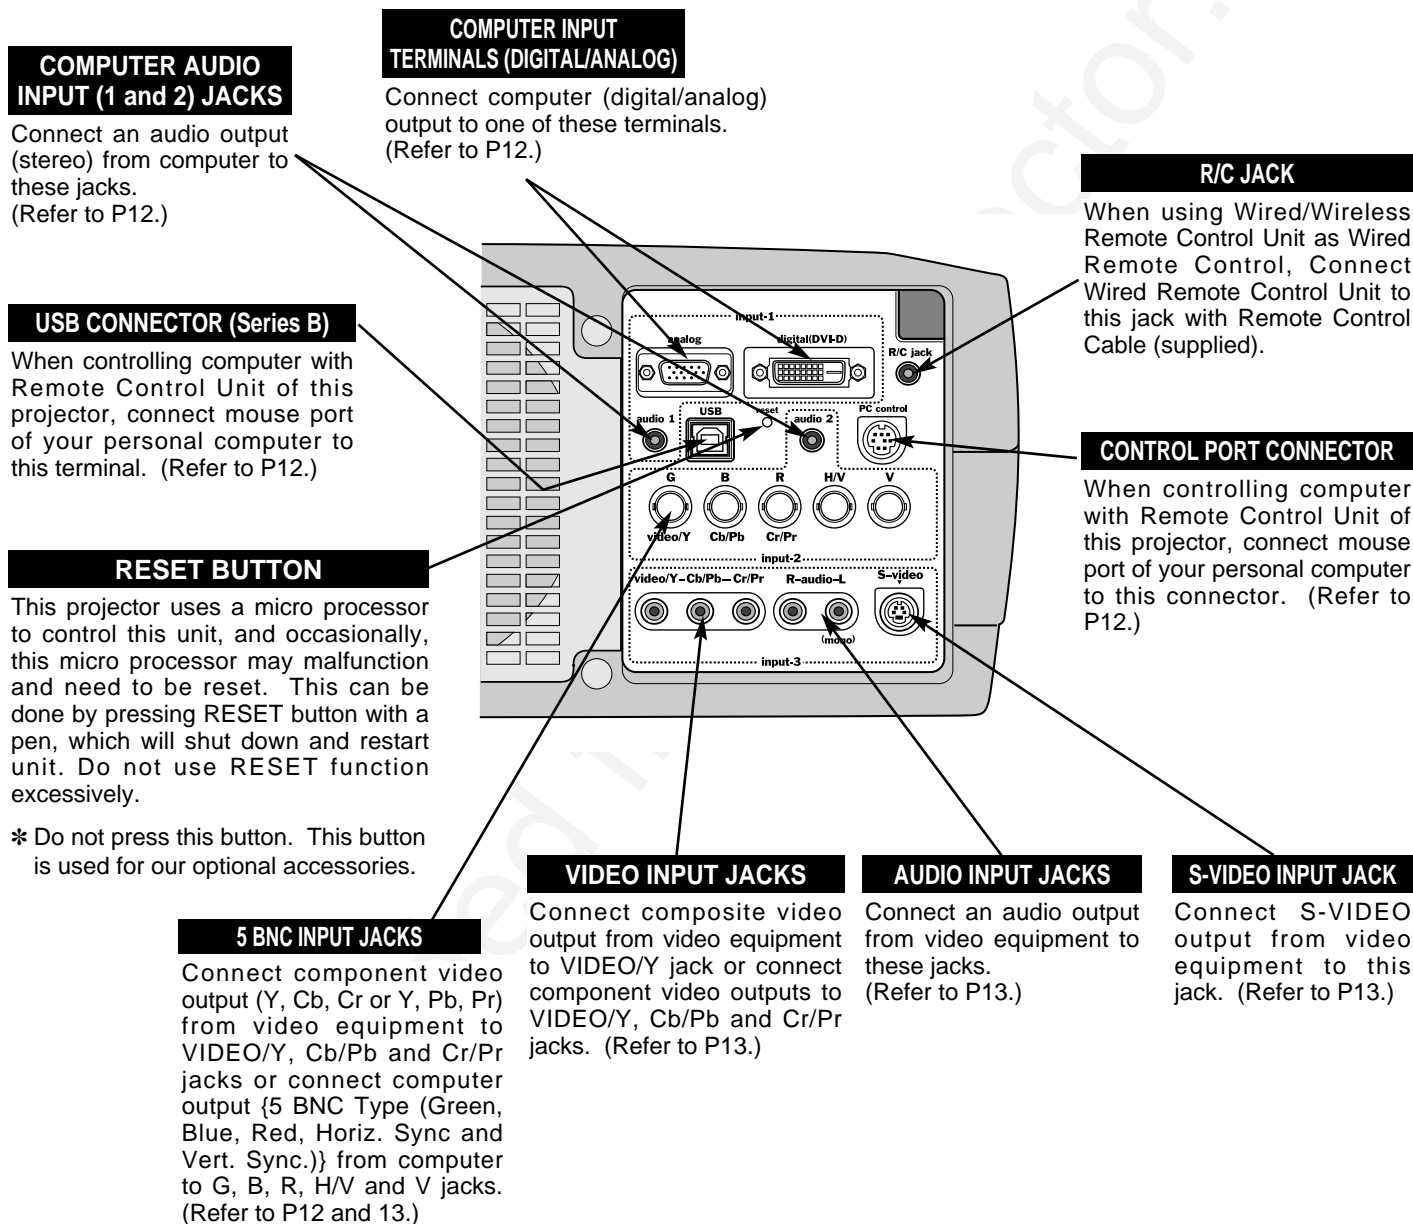 COMPUTER AUDIO
INPUT (1 and 2) JACKS
Connect an audio output
(stereo) from computer to
these jacks.
(Refer to P12.)
COMPUTER INPUT
TERMINALS (DIGITAL/ANALOG)
Connect computer (digital/analog)
output to one of these terminals.
(Refer to P12.)
R/C JACK
When using Wired/Wireless
Remote Control Unit as Wired
Remote Control, Connect
Wired Remote Control Unit to
this jack with Remote Control
Cable (supplied).
USB CONNECTOR (Series B)
When controlling computer with
Remote Control Unit of this
projector, connect mouse port
of your personal computer to
this terminal. (Refer to P12.)
CONTROL PORT CONNECTOR
When controlling computer
with Remote Control Unit of
this projector, connect mouse
port of your personal computer
to this connector. (Refer to
P12.)
RESET BUTTON
This projector uses a micro processor
to control this unit, and occasionally,
this micro processor may malfunction
and need to be reset. This can be
done by pressing RESET button with a
pen, which will shut down and restart
unit. Do not use RESET function
excessively.
✽ Do not press this button. This button
is used for our optional accessories.
input-1
analog
digital(DVI-D)
R/C jack
audio 1
USB
reset
audio 2
PC control
G B R H/V V
video/Y Cb/Pb Cr/Pr
input-2
video/Y–Cb/Pb–Cr/Pr R–audio–L S–video
(mono)
input-3
5 BNC INPUT JACKS
Connect component video
output (Y, Cb, Cr or Y, Pb, Pr)
from video equipment to
VIDEO/Y, Cb/Pb and Cr/Pr
jacks or connect computer
output {5 BNC Type (Green,
Blue, Red, Horiz. Sync and
Vert. Sync.)} from computer
to G, B, R, H/V and V jacks.
(Refer to P12 and 13.)
VIDEO INPUT JACKS
Connect composite video
output from video equipment
to VIDEO/Y jack or connect
component video outputs to
VIDEO/Y, Cb/Pb and Cr/Pr
jacks. (Refer to P13.)
AUDIO INPUT JACKS
Connect an audio output
from video equipment to
these jacks.
(Refer to P13.)
S-VIDEO INPUT JACK
Connect S-VIDEO
output from video
equipment to this
jack. (Refer to P13.)